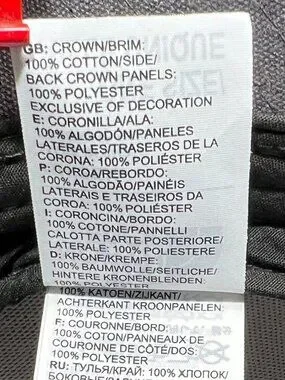 GB: CROWN/BRIM:
100% COTTON/SIDE/
BACK CROWN PANELS:
100% POLYESTER
EXCLUSIVE OF DECORATION
E: CORONILLA/ALA:
100% ALGODÓN/PANELES
LATERALES/TRASEROS DE LA
CORONA: 100% POLIÉSTER
P: COROA/REBORDO:
100% ALGODÃO/PAINÉIS
LATERAIS E TRASEIROS DA
COROA: 100% POLIÉSTER
I: CORONCINA/BORDO:
100% COTONE/PANNELLI
CALOTTA PARTE POSTERIORE/
LATERALE: 100% POLIESTERE
D: KRONE/KREMPE:
100% BAUMWOLLE/SEITLICHE/
HINTERE KRONENBLENDEN:
100% POLYESTER
100% KATOEN/ZIJKANT/
ACHTERKANT KROONPANELEN:
100% POLYESTER
F: COURONNE/BORD:
100% COTON/PANNEAUX DE
COURONNE DE CÔTÉ/DOS:
100% POLYESTER
RU: ТУЛЬЯ/КРАЙ: 100% ХЛОПОК/
БОКОВЫЕ/